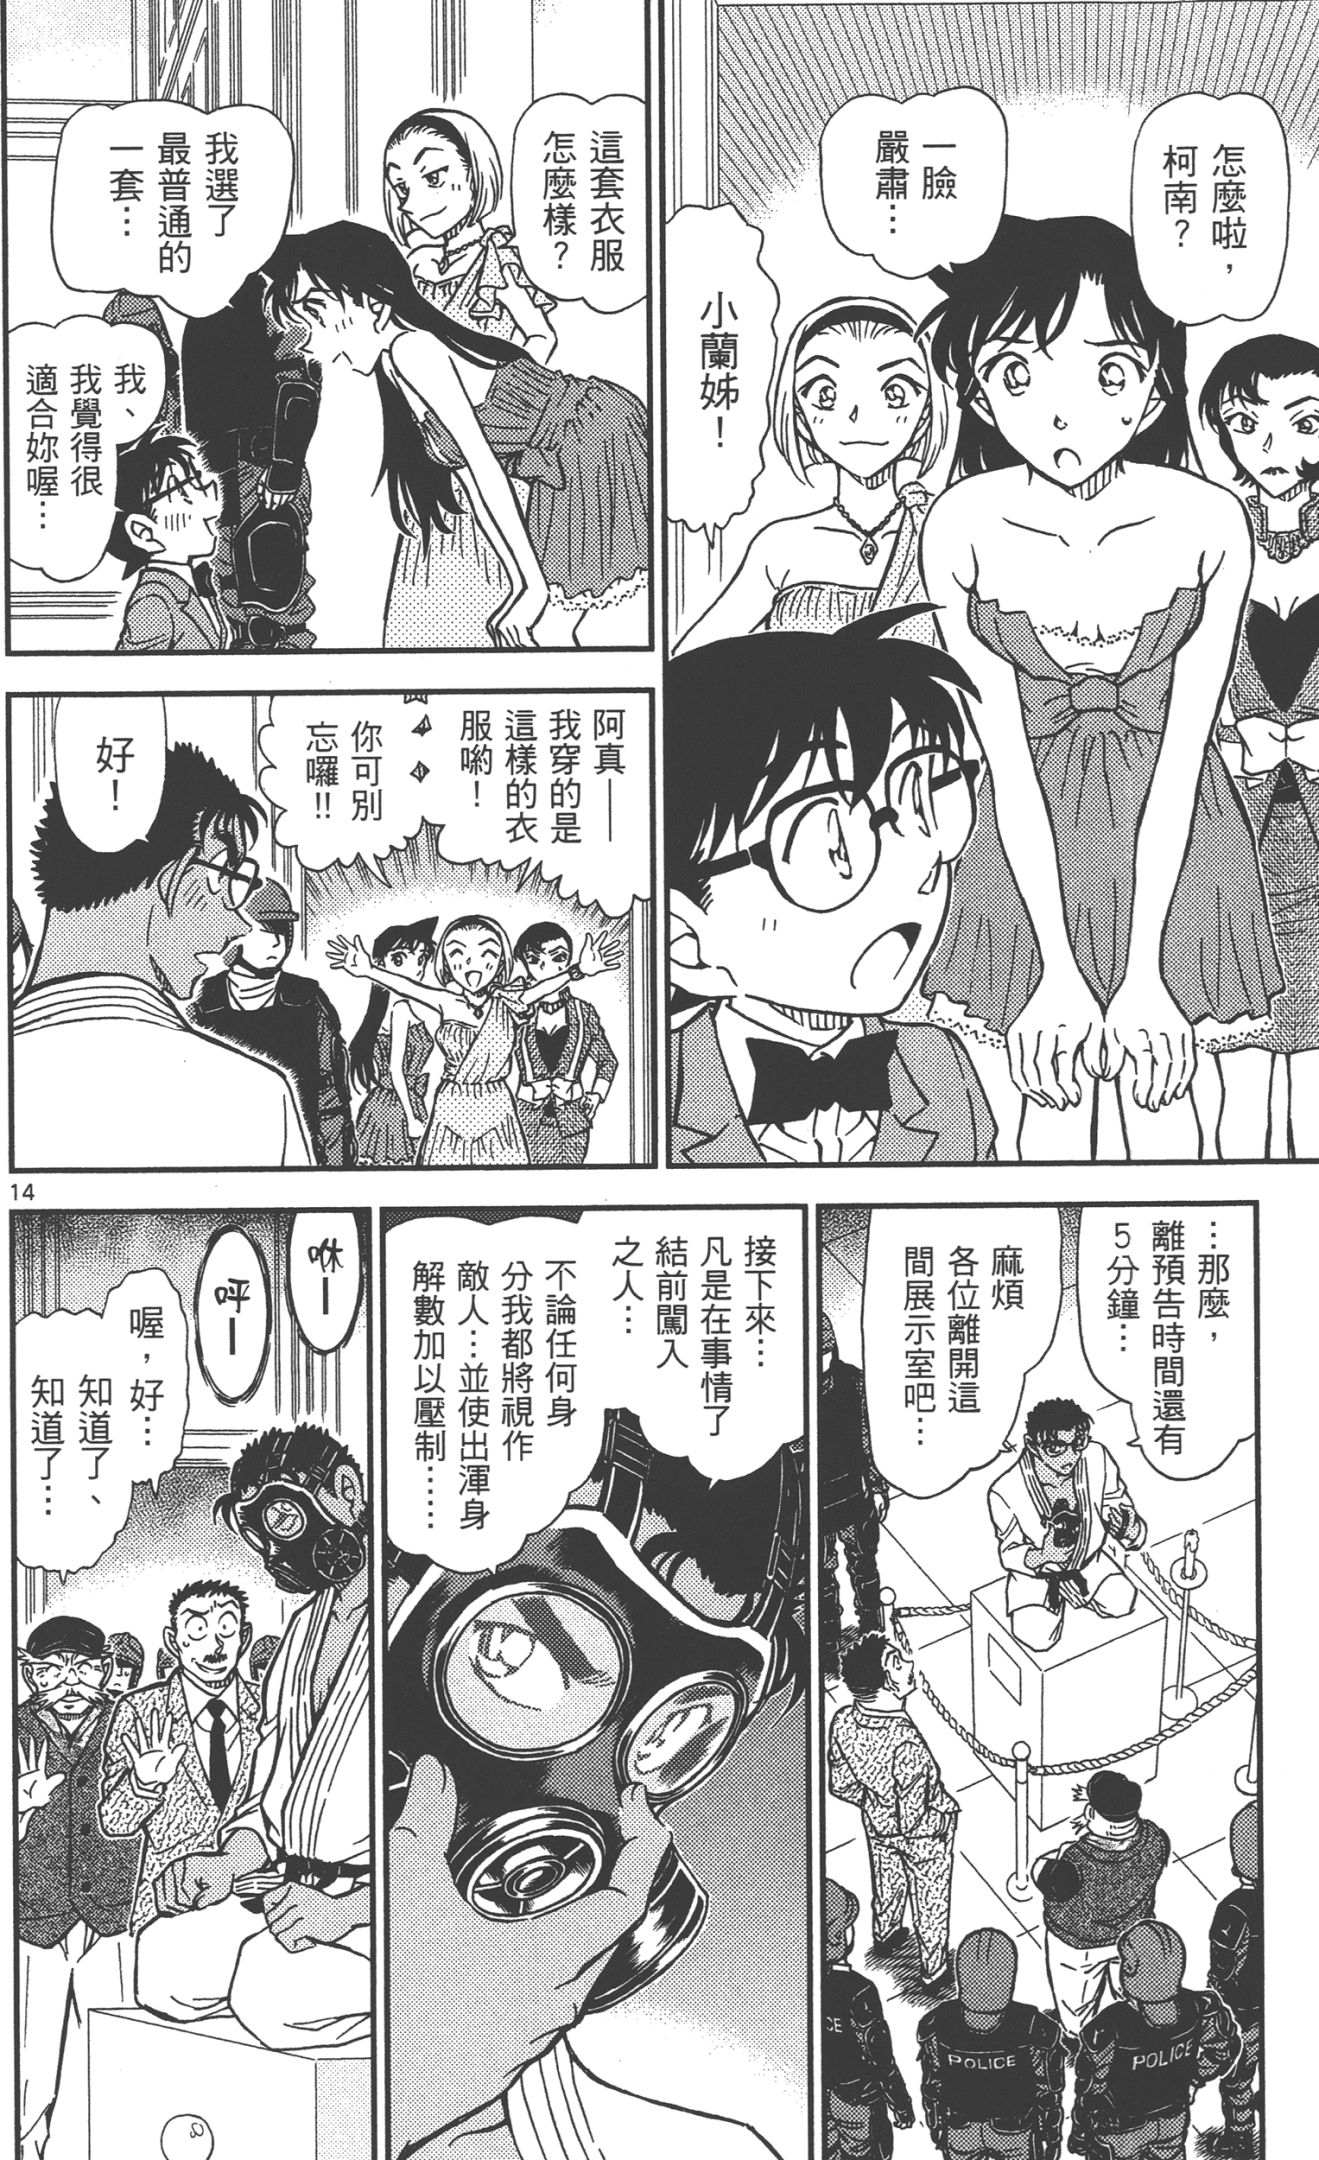 怎麼啦，
柯南？
一臉
嚴肅…
小蘭姊！
這套衣服
怎麼樣？
我選了
最普通的
一套…
我、
我覺得很
適合妳喔…
阿真——
我穿的是
這樣的衣
服喲！
你可別
忘囉!!
好！
14
…那麼，
離預告時間還有
5分鐘…
麻煩
各位離開這
間展示室吧…
POLICE
POLICE
CE
接下來…
凡是在事情了
結前闖入
之人…
不論任何身
分我都將視作
敵人…並使出渾身
解數加以壓制……
咻ー
呼ー
喔，好…
知道了、
知道了…